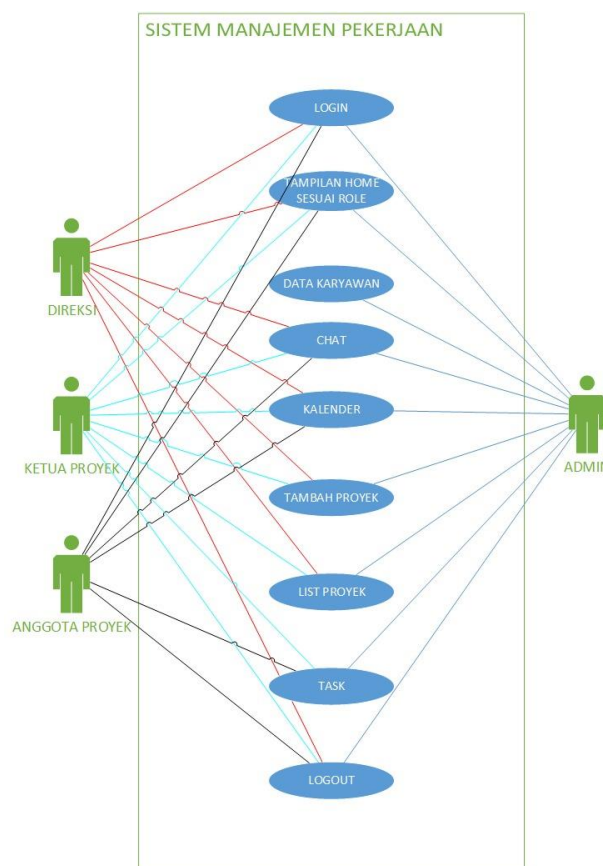 SISTEM MANAJEMEN PEKERJAAN
LOGIN
TAMPILAN HOME
SESUAI ROLE
DIREKSI
DATA KARYAWAN
CHAT
KETUA PROYEK
KALENDER
ADMIN
TAMBAH PROYEK
ANGGOTA PROYEK
LIST PROYEK
TASK
LOGOUT